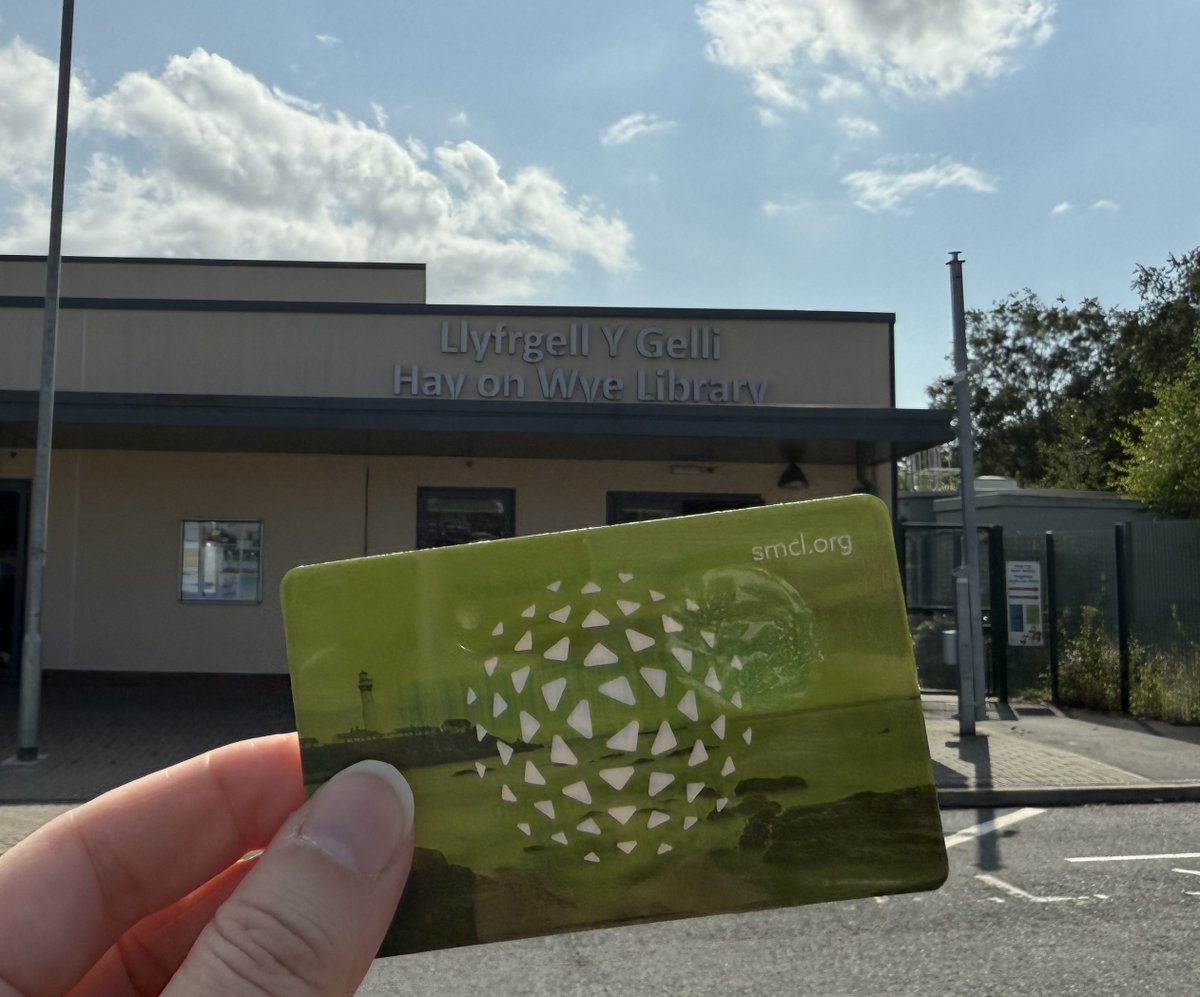 Llyfrgell Y Gelli
Hay on Wye Library
smcl.org